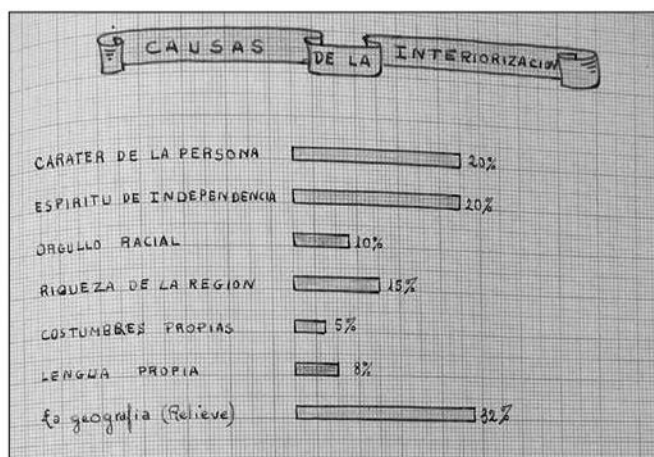 CAUSAS DE LA INTERIORIZACION
CARATER DE LA PERSONA 20%
ESPIRITU DE INDEPENDENCIA 20%
ORGULLO RACIAL 10%
RIQUEZA DE LA REGION 15%
COSTUMBRES PROPIAS 5%
LENGUA PROPIA 8%
La geografia (Relieve) 32%